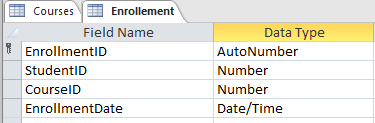 Courses Enrollement
Field Name Data Type
EnrollmentID AutoNumber
StudentID Number
CourseID Number
EnrollmentDate Date/Time